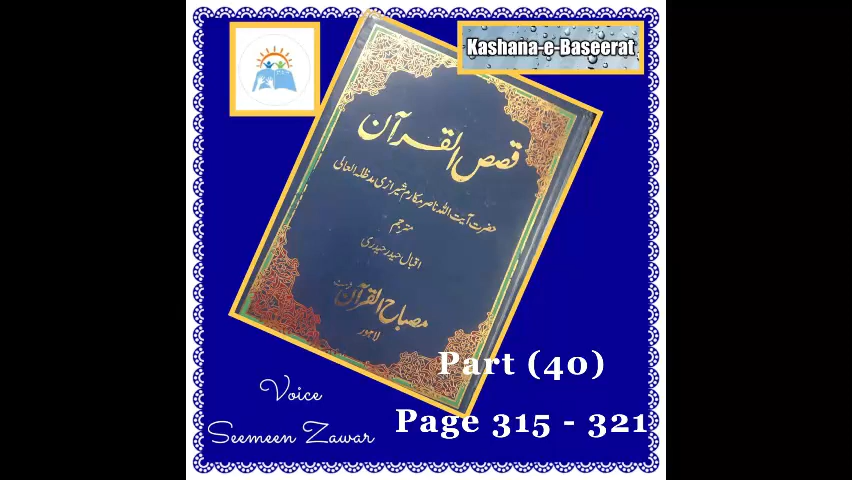 Kashana-e-Baseerat
قصص القرآن
حضرت آیت اللہ ناصر مکارم شیرازی مدظلہ العالی
مترجم
اقبال حیدر حیدری
مصباح القرآن ٹرسٹ
لاہور
Part (40)
Voice
Seemeen Zawar
Page 315 - 321